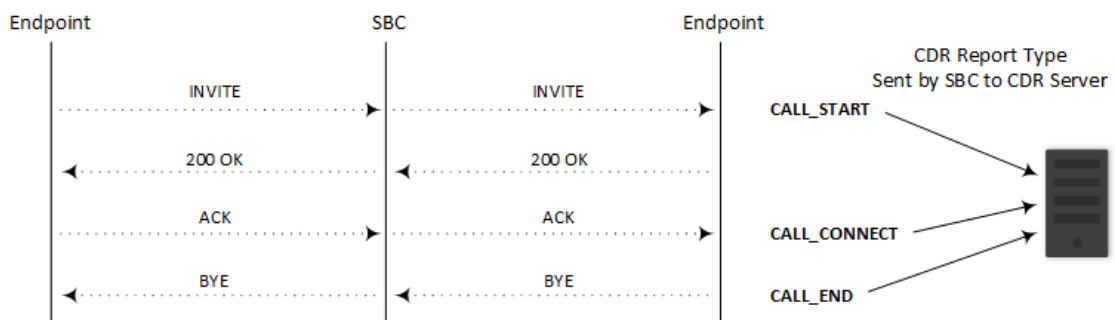 Endpoint
SBC
Endpoint
CDR Report Type
Sent by SBC to CDR Server
INVITE
INVITE
CALL_START
200 OK
200 OK
ACK
ACK
CALL_CONNECT
BYE
BYE
CALL_END